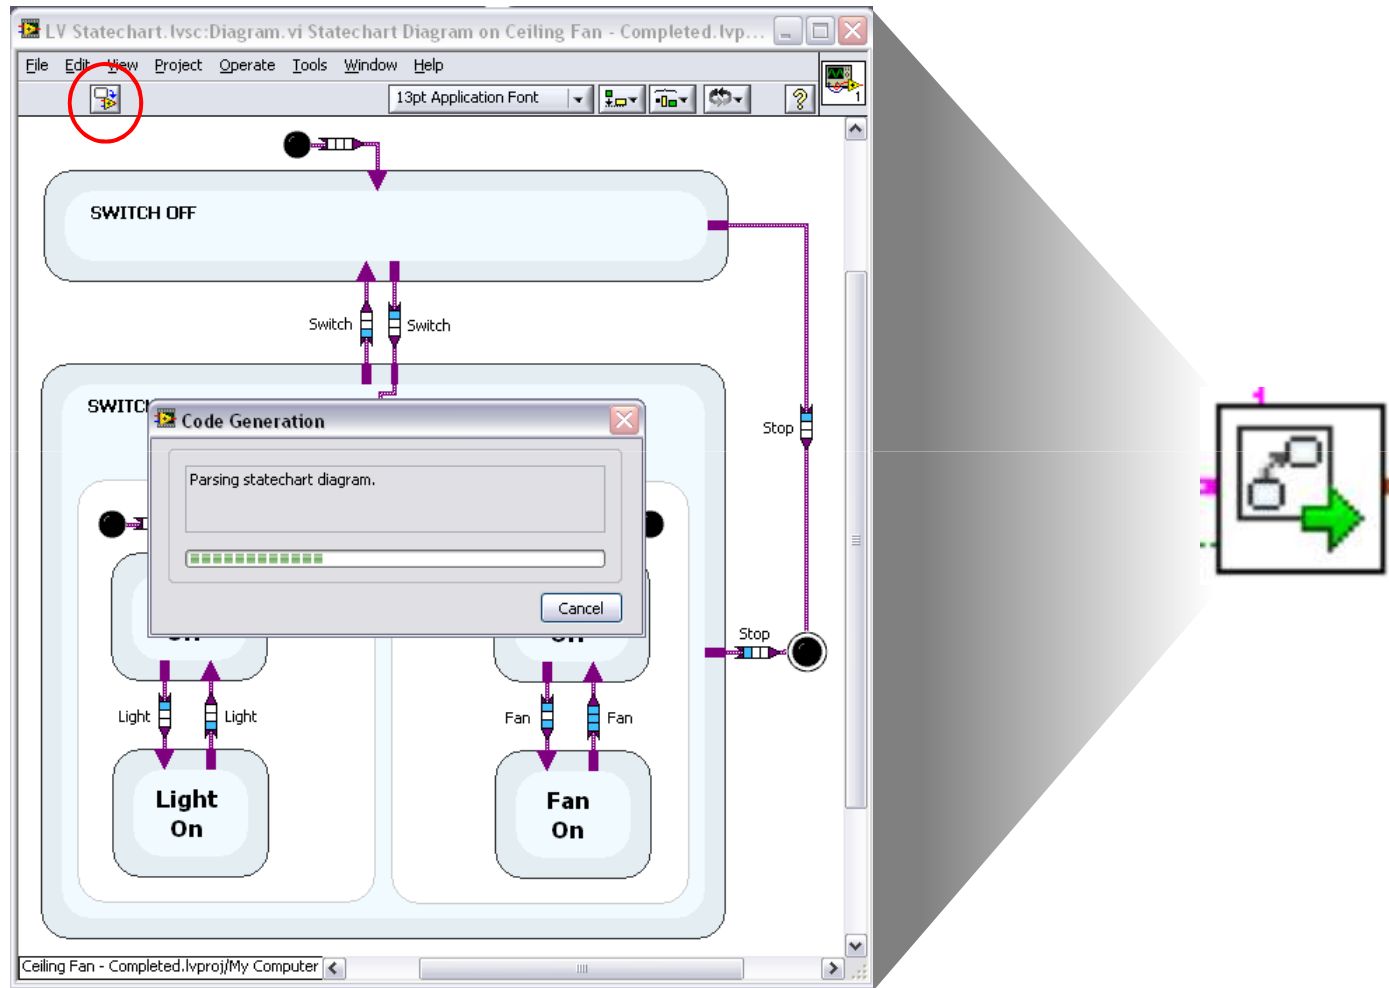 LV Statechart.lvsc:Diagram.vi Statechart Diagram on Ceiling Fan - Completed.lvp...
File Edit View Project Operate Tools Window Help
13pt Application Font
1
SWITCH OFF
Switch
Switch
Stop
Code Generation
Parsing statechart diagram.
Cancel
Stop
Light
Light
Fan
Fan
Light
On
Fan
On
Ceiling Fan - Completed.lvproj/My Computer